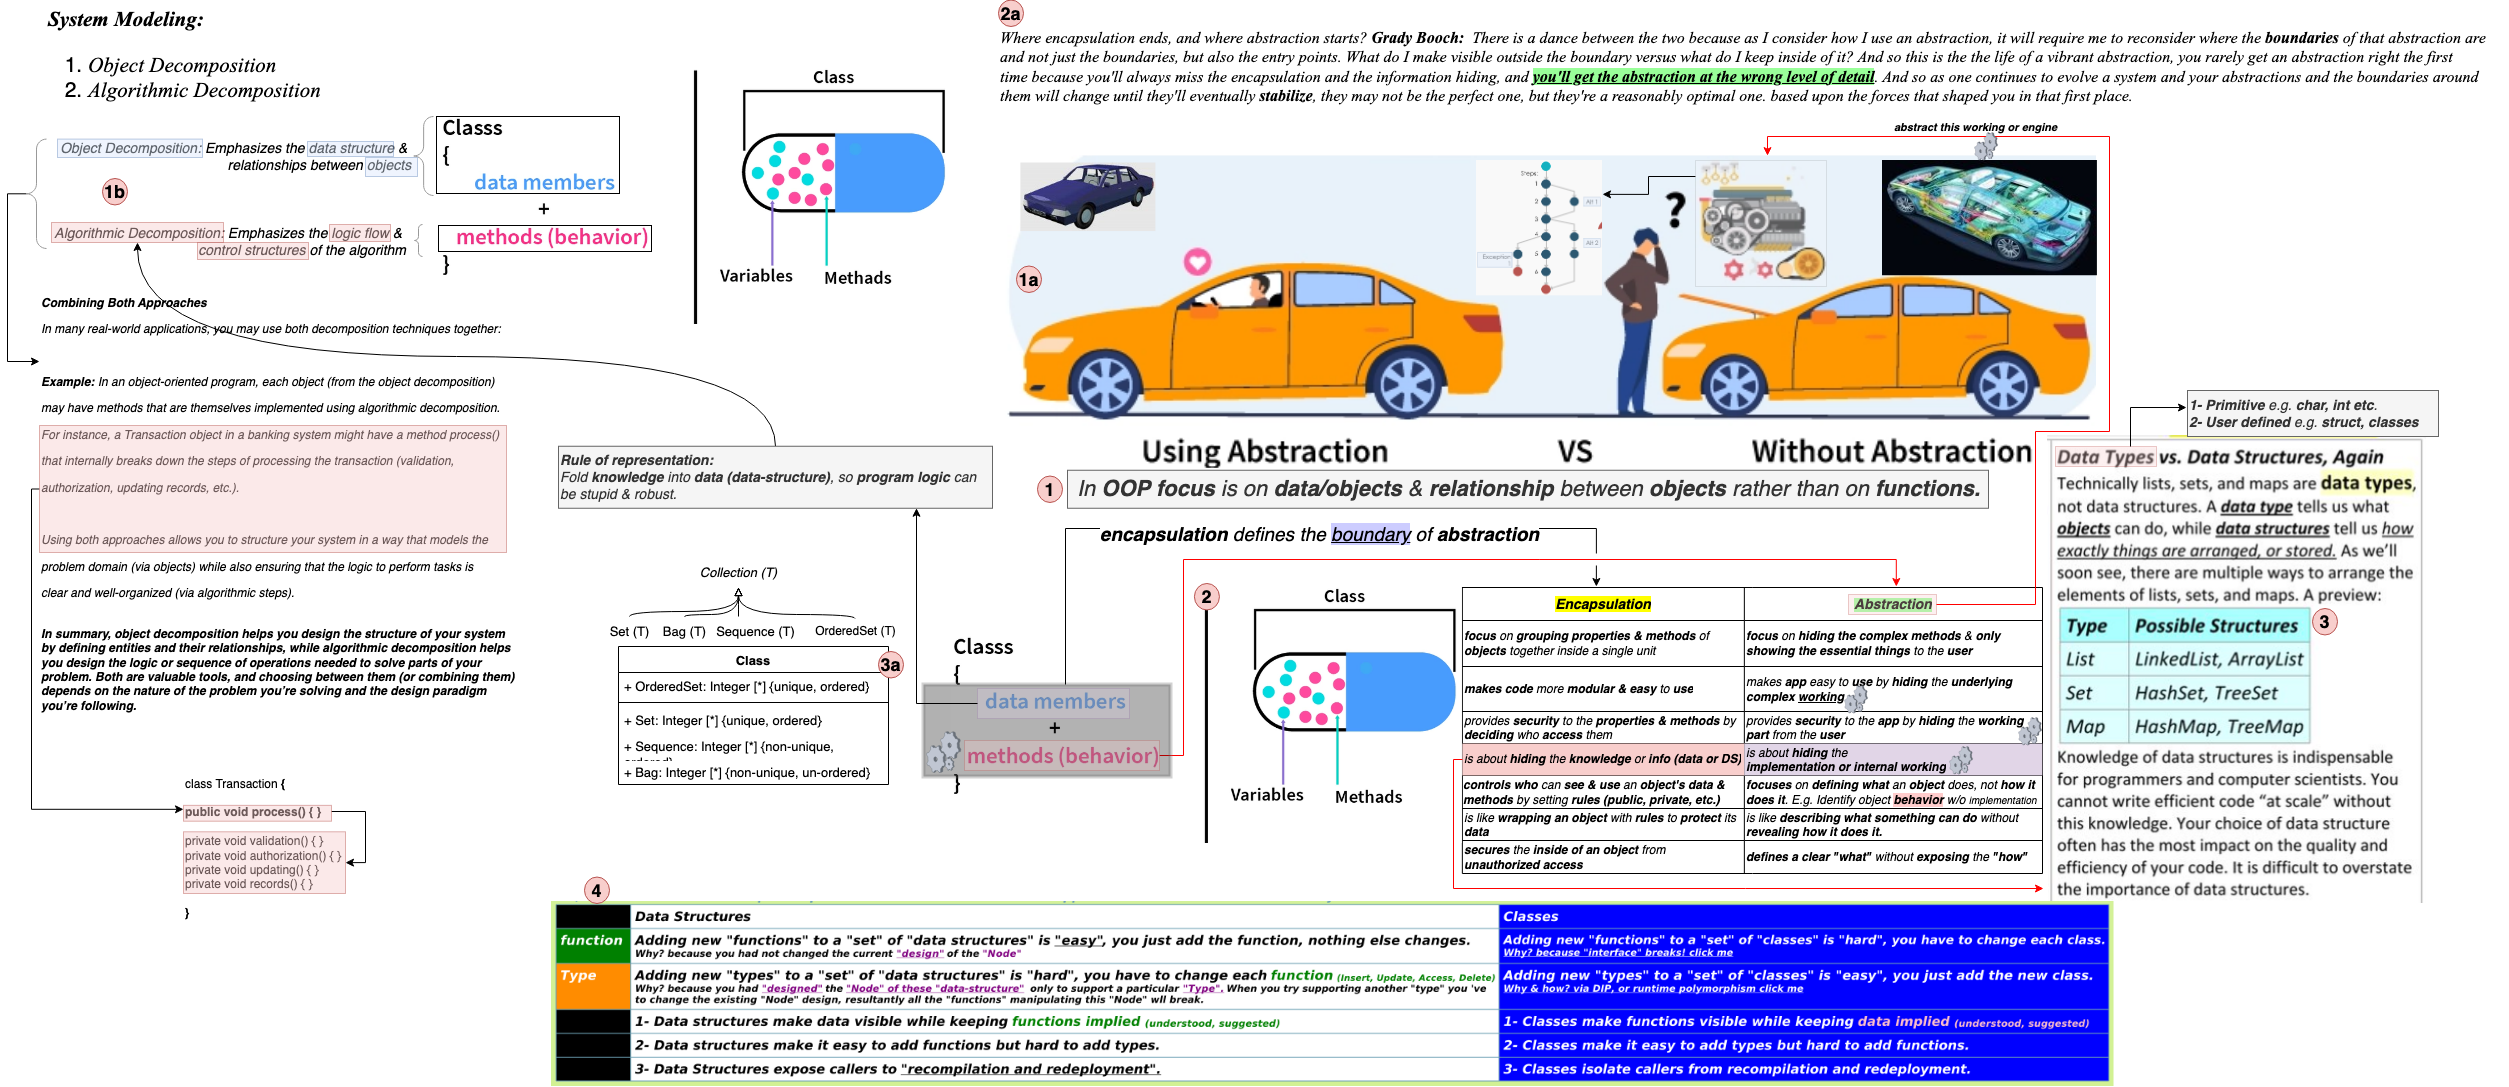 System Modeling:
1. Object Decomposition
2. Algorithmic Decomposition
Object Decomposition: Emphasizes the data structure &
relationships between objects
1b
Algorithmic Decomposition: Emphasizes the logic flow &
control structures of the algorithm
Classs
{
data members
+
methods (behavior)
}
Class
Variables
Methads
Combining Both Approaches
In many real-world applications, you may use both decomposition techniques together:
Example: In an object-oriented program, each object (from the object decomposition)
may have methods that are themselves implemented using algorithmic decomposition.
For instance, a Transaction object in a banking system might have a method process()
that internally breaks down the steps of processing the transaction (validation,
authorization, updating records, etc.).
Using both approaches allows you to structure your system in a way that models the
problem domain (via objects) while also ensuring that the logic to perform tasks is
clear and well-organized (via algorithmic steps).
In summary, object decomposition helps you design the structure of your system
by defining entities and their relationships, while algorithmic decomposition helps
you design the logic or sequence of operations needed to solve parts of your
problem. Both are valuable tools, and choosing between them (or combining them)
depends on the nature of the problem you're solving and the design paradigm
you're following.
class Transaction {
public void process() { }
private void validation() { }
private void authorization() { }
private void updating() { }
private void records() { }
}
2a
Where encapsulation ends, and where abstraction starts? Grady Booch: There is a dance between the two because as I consider how I use an abstraction, it will require me to reconsider where the boundaries of that abstraction are
and not just the boundaries, but also the entry points. What do I make visible outside the boundary versus what do I keep inside of it? And so this is the the life of a vibrant abstraction, you rarely get an abstraction right the first
time because you'll always miss the encapsulation and the information hiding, and you'll get the abstraction at the wrong level of detail. And so as one continues to evolve a system and your abstractions and the boundaries around
them will change until they'll eventually stabilize, they may not be the perfect one, but they're a reasonably optimal one. based upon the forces that shaped you in that first place.
abstract this working or engine
1a
Steps:
1
2
3
4
5
6
Alt 1
Alt 2
Exception
?
Using Abstraction
VS
Without Abstraction
Rule of representation:
Fold knowledge into data (data-structure), so program logic can
be stupid & robust.
1
In OOP focus is on data/objects & relationship between objects rather than on functions.
encapsulation defines the boundary of abstraction
Collection (T)
Set (T)
Bag (T)
Sequence (T)
OrderedSet (T)
3a
Class
+ OrderedSet: Integer [*] {unique, ordered}
+ Set: Integer [*] {unique, ordered}
+ Sequence: Integer [*] {non-unique,
+ Bag: Integer [*] {non-unique, un-ordered}
Classs
{
data members
+
methods (behavior)
}
2
Class
Variables
Methads
Encapsulation
Abstraction
focus on grouping properties & methods of
objects together inside a single unit
focus on hiding the complex methods & only
showing the essential things to the user
makes code more modular & easy to use
makes app easy to use by hiding the underlying
complex working
provides security to the properties & methods by
deciding who access them
provides security to the app by hiding the working
part from the user
is about hiding the knowledge or info (data or DS)
is about hiding the
implementation or internal working
controls who can see & use an object's data &
methods by setting rules (public, private, etc.)
focuses on defining what an object does, not how it
does it. E.g. Identify object behavior w/o implementation
is like wrapping an object with rules to protect its
data
is like describing what something can do without
revealing how it does it.
secures the inside of an object from
unauthorized access
defines a clear "what" without exposing the "how"
1- Primitive e.g. char, int etc.
2- User defined e.g. struct, classes
Data Types vs. Data Structures, Again
Technically lists, sets, and maps are data types,
not data structures. A data type tells us what
objects can do, while data structures tell us how
exactly things are arranged, or stored. As we'll
soon see, there are multiple ways to arrange the
elements of lists, sets, and maps. A preview:
3
Type
Possible Structures
List
LinkedList, ArrayList
Set
HashSet, TreeSet
Map
HashMap, TreeMap
Knowledge of data structures is indispensable
for programmers and computer scientists. You
cannot write efficient code “at scale” without
this knowledge. Your choice of data structure
often has the most impact on the quality and
efficiency of your code. It is difficult to overstate
the importance of data structures.
4
Data Structures
Classes
function
Adding new "functions" to a "set" of "data structures" is "easy", you just add the function, nothing else changes.
Why? because you had not changed the current "design" of the "Node"
Adding new "functions" to a "set" of "classes" is "hard", you have to change each class.
Why? because "interface" breaks! click me
Type
Adding new "types" to a "set" of "data structures" is "hard", you have to change each function (Insert, Update, Access, Delete)
Why? because you had "designed" the "Node" of these "data-structure" only to support a particular "Type". When you try supporting another "type" you 've
to change the existing "Node" design, resultantly all the "functions" manipulating this "Node" wll break.
Adding new "types" to a "set" of "classes" is "easy", you just add the new class.
Why & how? via DIP, or runtime polymorphism click me
1- Data structures make data visible while keeping functions implied (understood, suggested)
1- Classes make functions visible while keeping data implied (understood, suggested)
2- Data structures make it easy to add functions but hard to add types.
2- Classes make it easy to add types but hard to add functions.
3- Data Structures expose callers to "recompilation and redeployment".
3- Classes isolate callers from recompilation and redeployment.